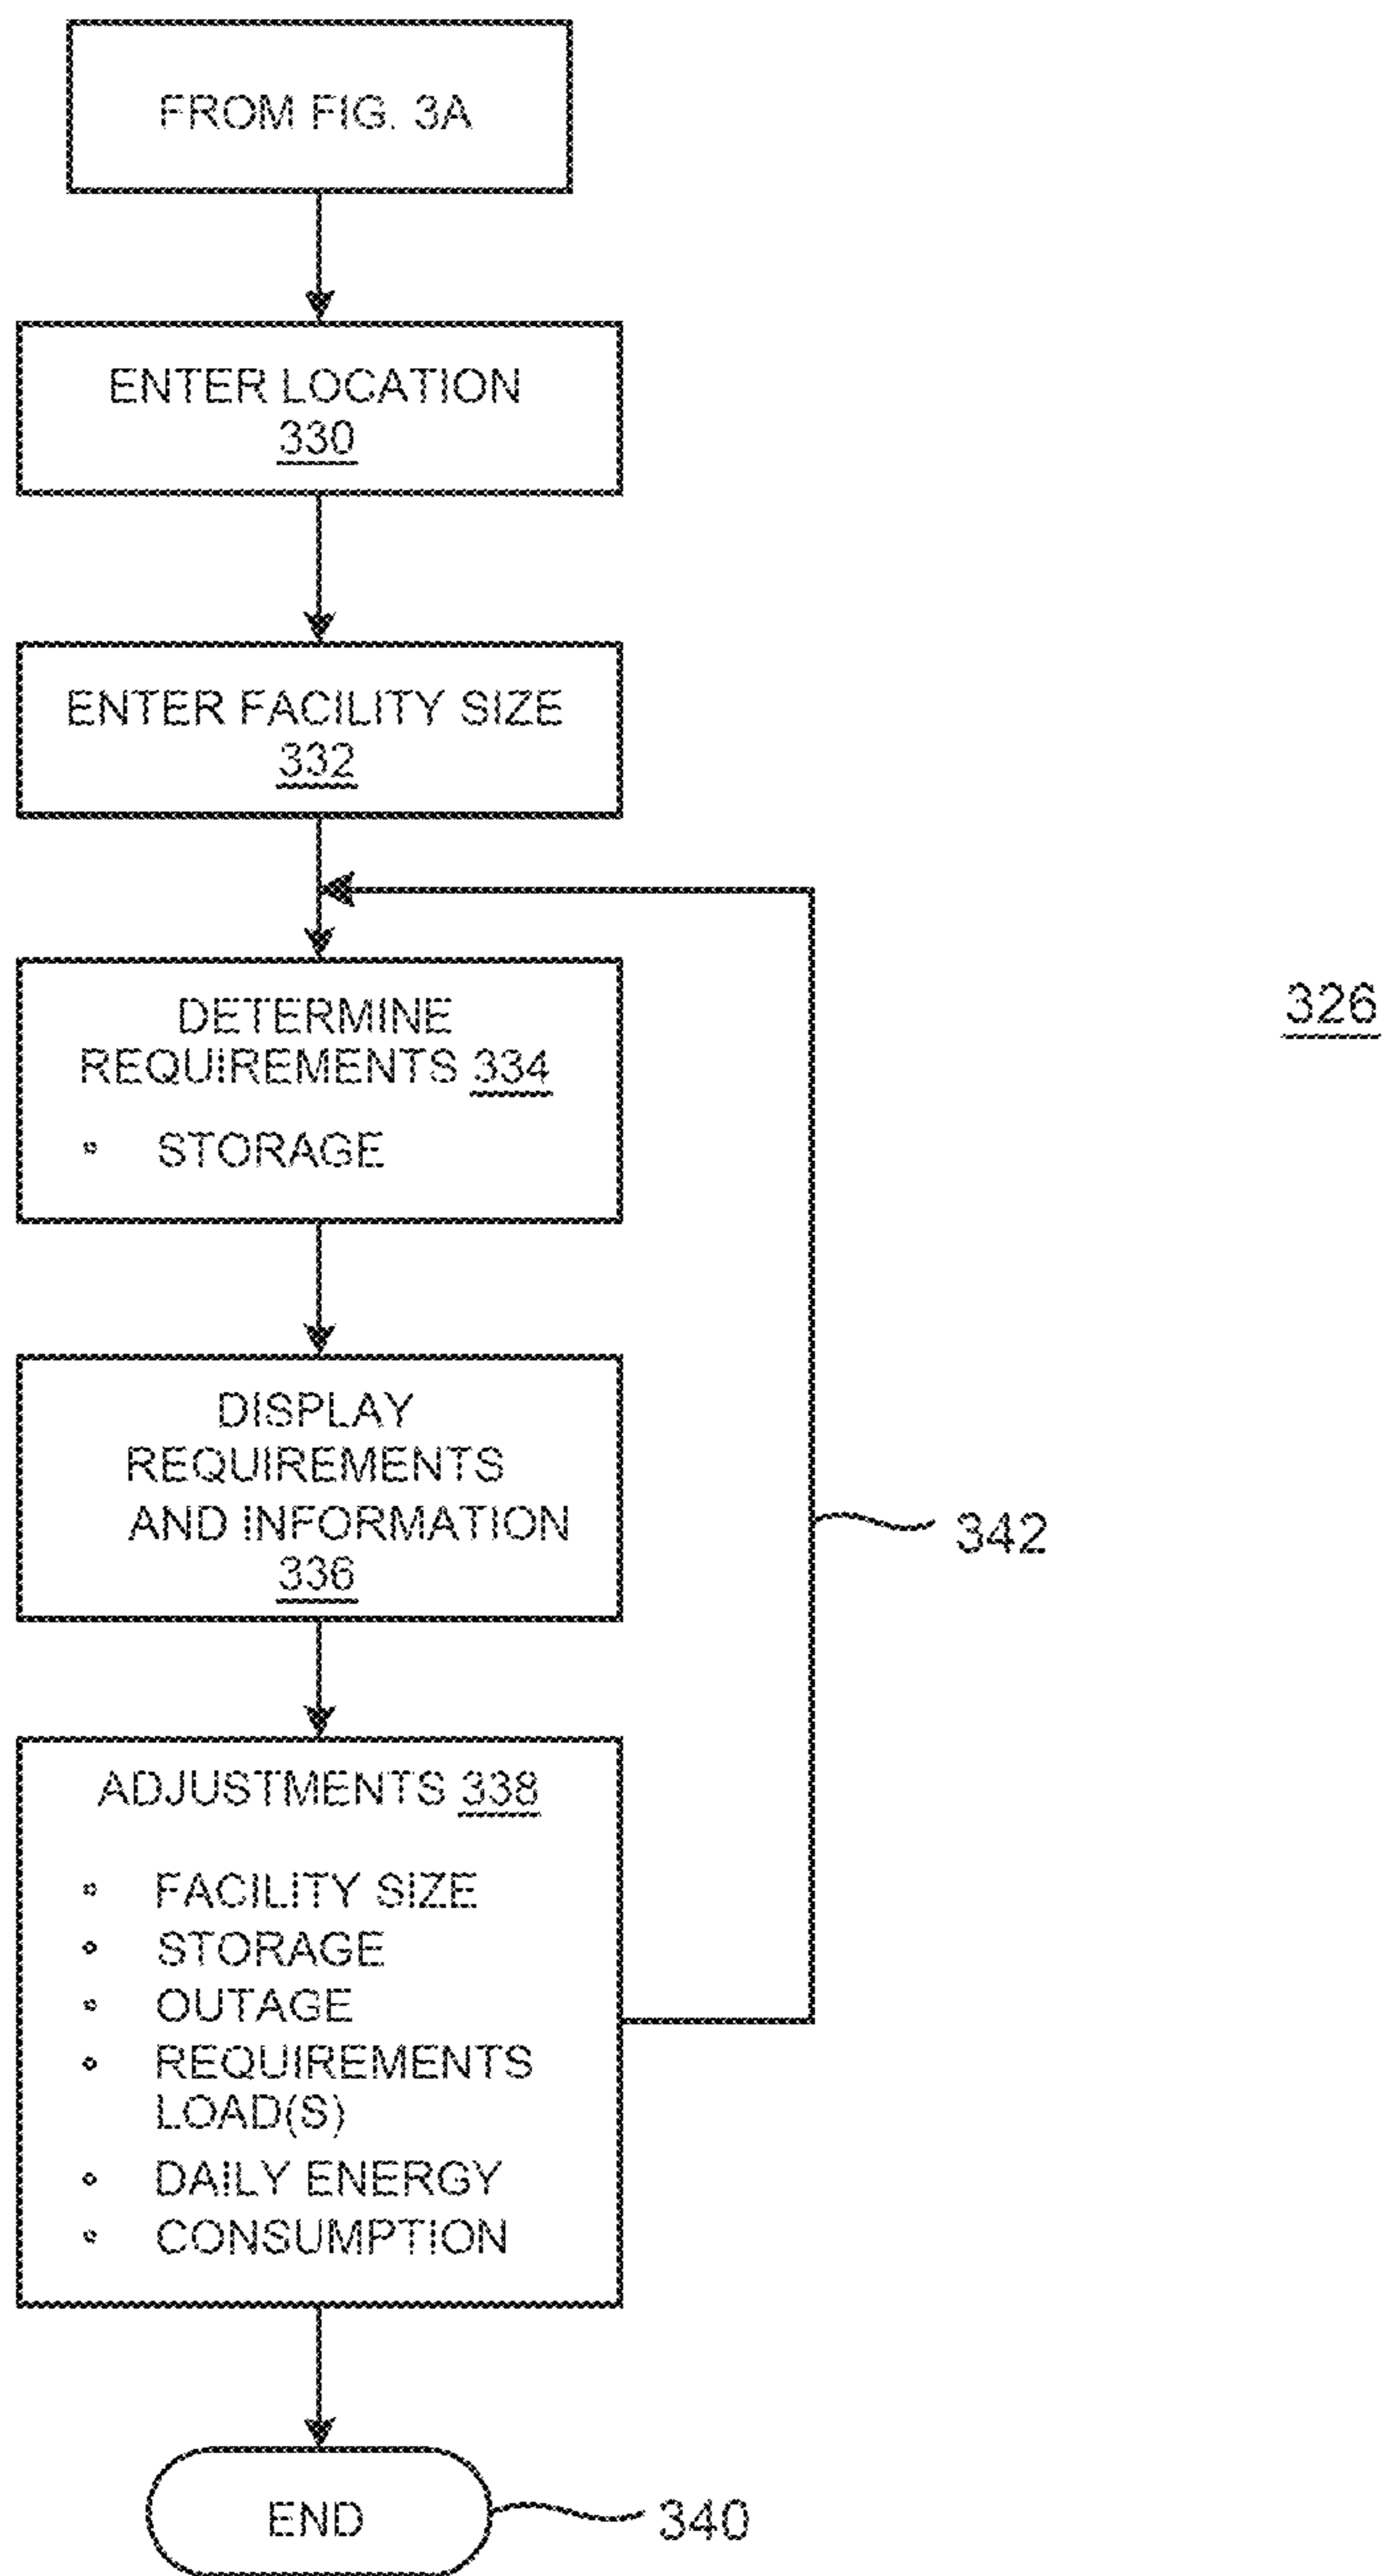 FROM FIG. 3A
ENTER LOCATION
330
ENTER FACILITY SIZE
332
DETERMINE
REQUIREMENTS 334
▫ STORAGE
326
DISPLAY
REQUIREMENTS
AND INFORMATION
336
342
ADJUSTMENTS 338
▫ FACILITY SIZE
▫ STORAGE
▫ OUTAGE
▫ REQUIREMENTS
LOAD(S)
▫ DAILY ENERGY
▫ CONSUMPTION
END
340